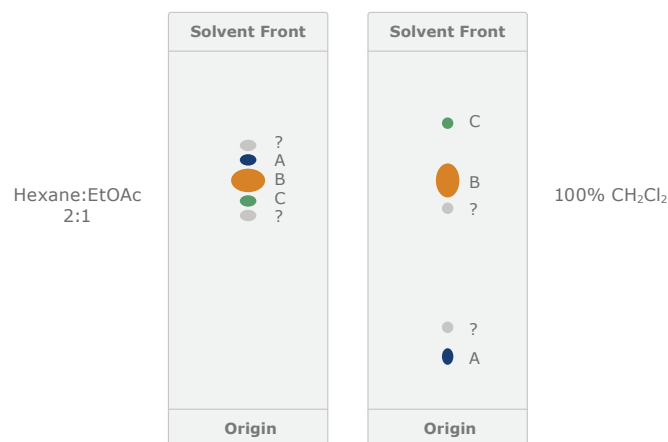 Solvent Front
?
A
B
C
?
Origin
Hexane:EtOAc
2:1
Solvent Front
C
B
?
?
A
Origin
100% CH₂Cl₂